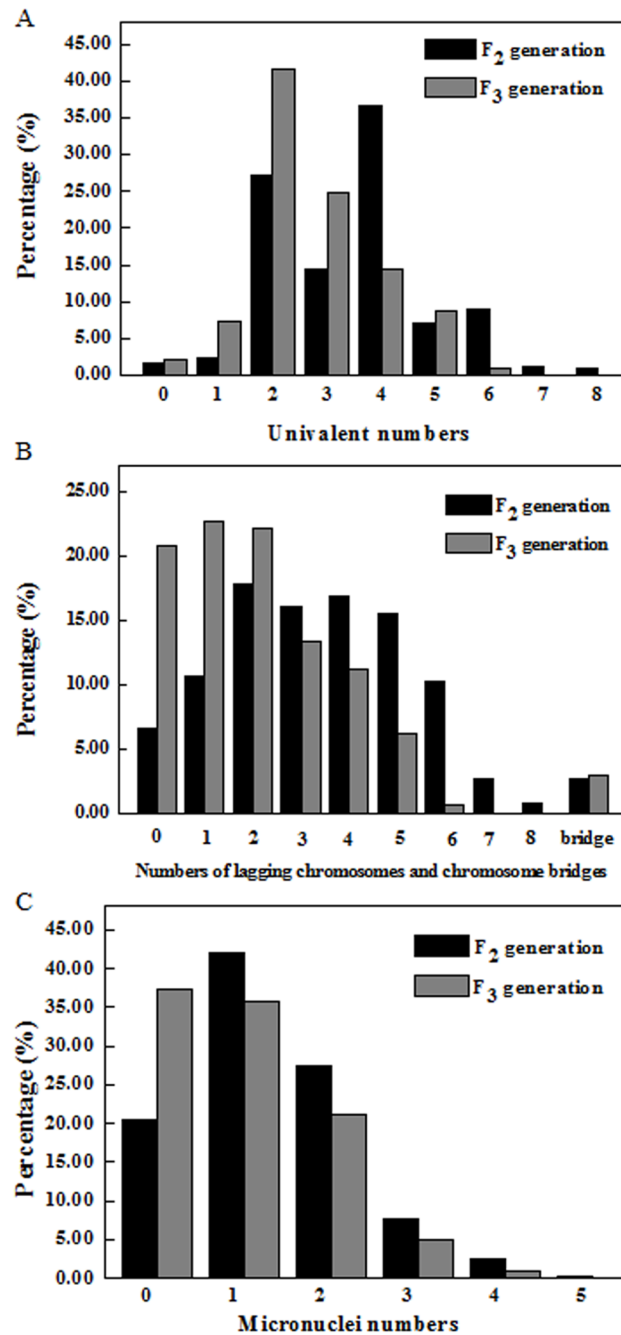 A
F2 generation
F3 generation
45.00
40.00
35.00
30.00
25.00
20.00
15.00
10.00
5.00
0.00
Percentage (%)
0 1 2 3 4 5 6 7 8
Univalent numbers
B
F2 generation
F3 generation
25.00
20.00
15.00
10.00
5.00
0.00
Percentage (%)
0 1 2 3 4 5 6 7 8 bridge
Numbers of lagging chromosomes and chromosome bridges
C
F2 generation
F3 generation
45.00
40.00
35.00
30.00
25.00
20.00
15.00
10.00
5.00
0.00
Percentage (%)
0 1 2 3 4 5
Micronuclei numbers